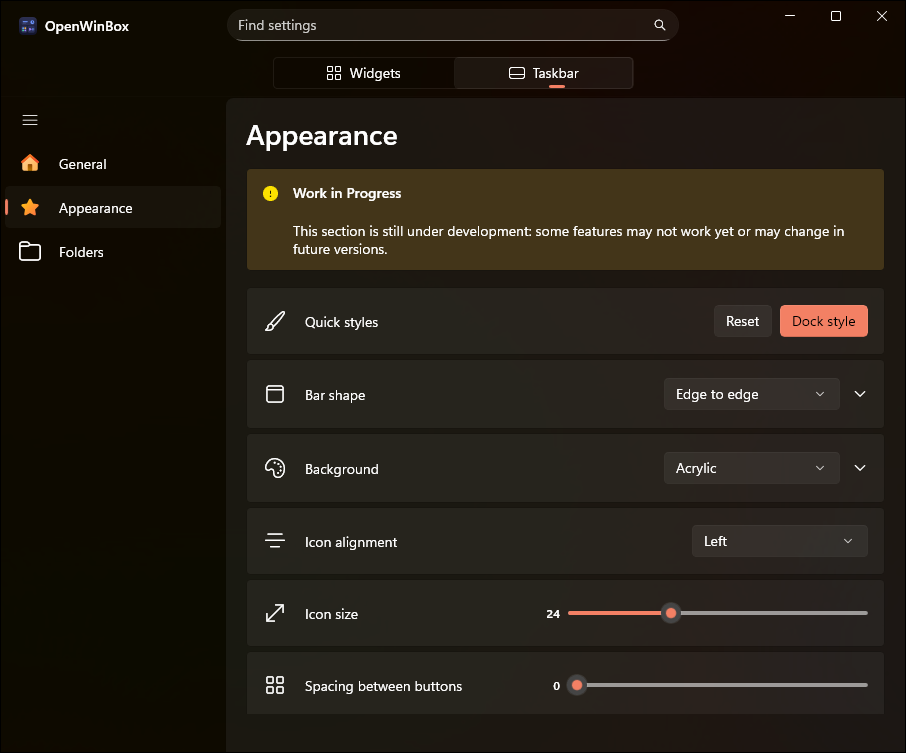 OpenWinBox
Find settings
Widgets
Taskbar
General
Appearance
Folders
Appearance
Work in Progress
This section is still under development: some features may not work yet or may change in
future versions.
Quick styles
Reset
Dock style
Bar shape
Edge to edge
Background
Acrylic
Icon alignment
Left
Icon size
24
Spacing between buttons
0